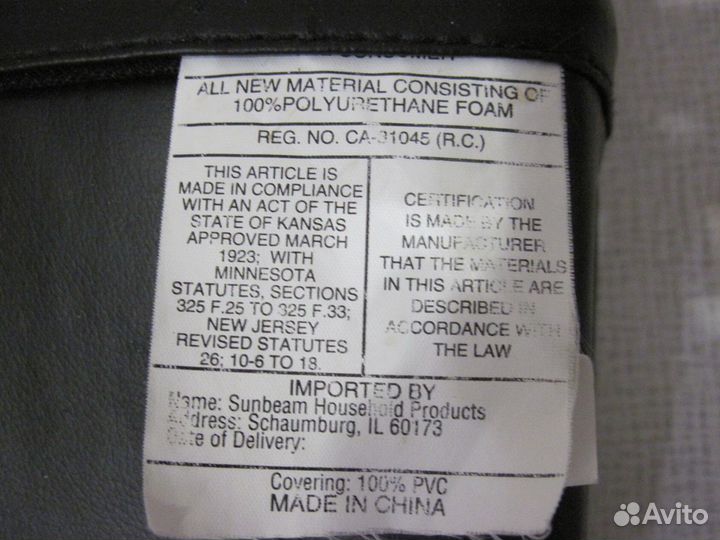 CONSUMER
ALL NEW MATERIAL CONSISTING OF
100%POLYURETHANE FOAM
REG. NO. CA-31045 (R.C.)
THIS ARTICLE IS
MADE IN COMPLIANCE
WITH AN ACT OF THE
STATE OF KANSAS
APPROVED MARCH
1923; WITH
MINNESOTA
STATUTES, SECTIONS
325 F.25 TO 325 F.33;
NEW JERSEY
REVISED STATUTES
26; 10-6 TO 18.
CERTIFICATION
IS MADE BY THE
MANUFACTURER
THAT THE MATERIALS
IN THIS ARTICLE ARE
DESCRIBED IN
ACCORDANCE WITH
THE LAW
IMPORTED BY
Name: Sunbeam Household Products
Address: Schaumburg, IL 60173
Date of Delivery:
Covering: 100% PVC
MADE IN CHINA
Avito